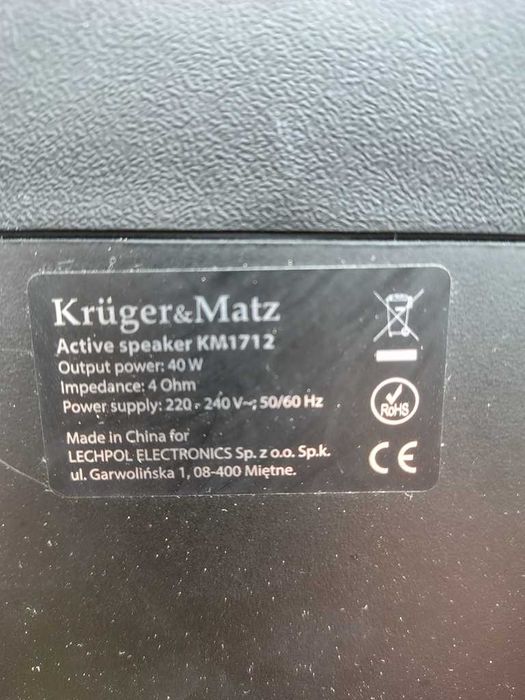 Krüger&Matz
Active speaker KM1712
Output power: 40 W
Impedance: 4 Ohm
Power supply: 220 - 240 V~; 50/60 Hz
Made in China for
LECHPOL ELECTRONICS Sp. z o.o. Sp.k.
ul. Garwolińska 1, 08-400 Miętne.
RoHS
CE